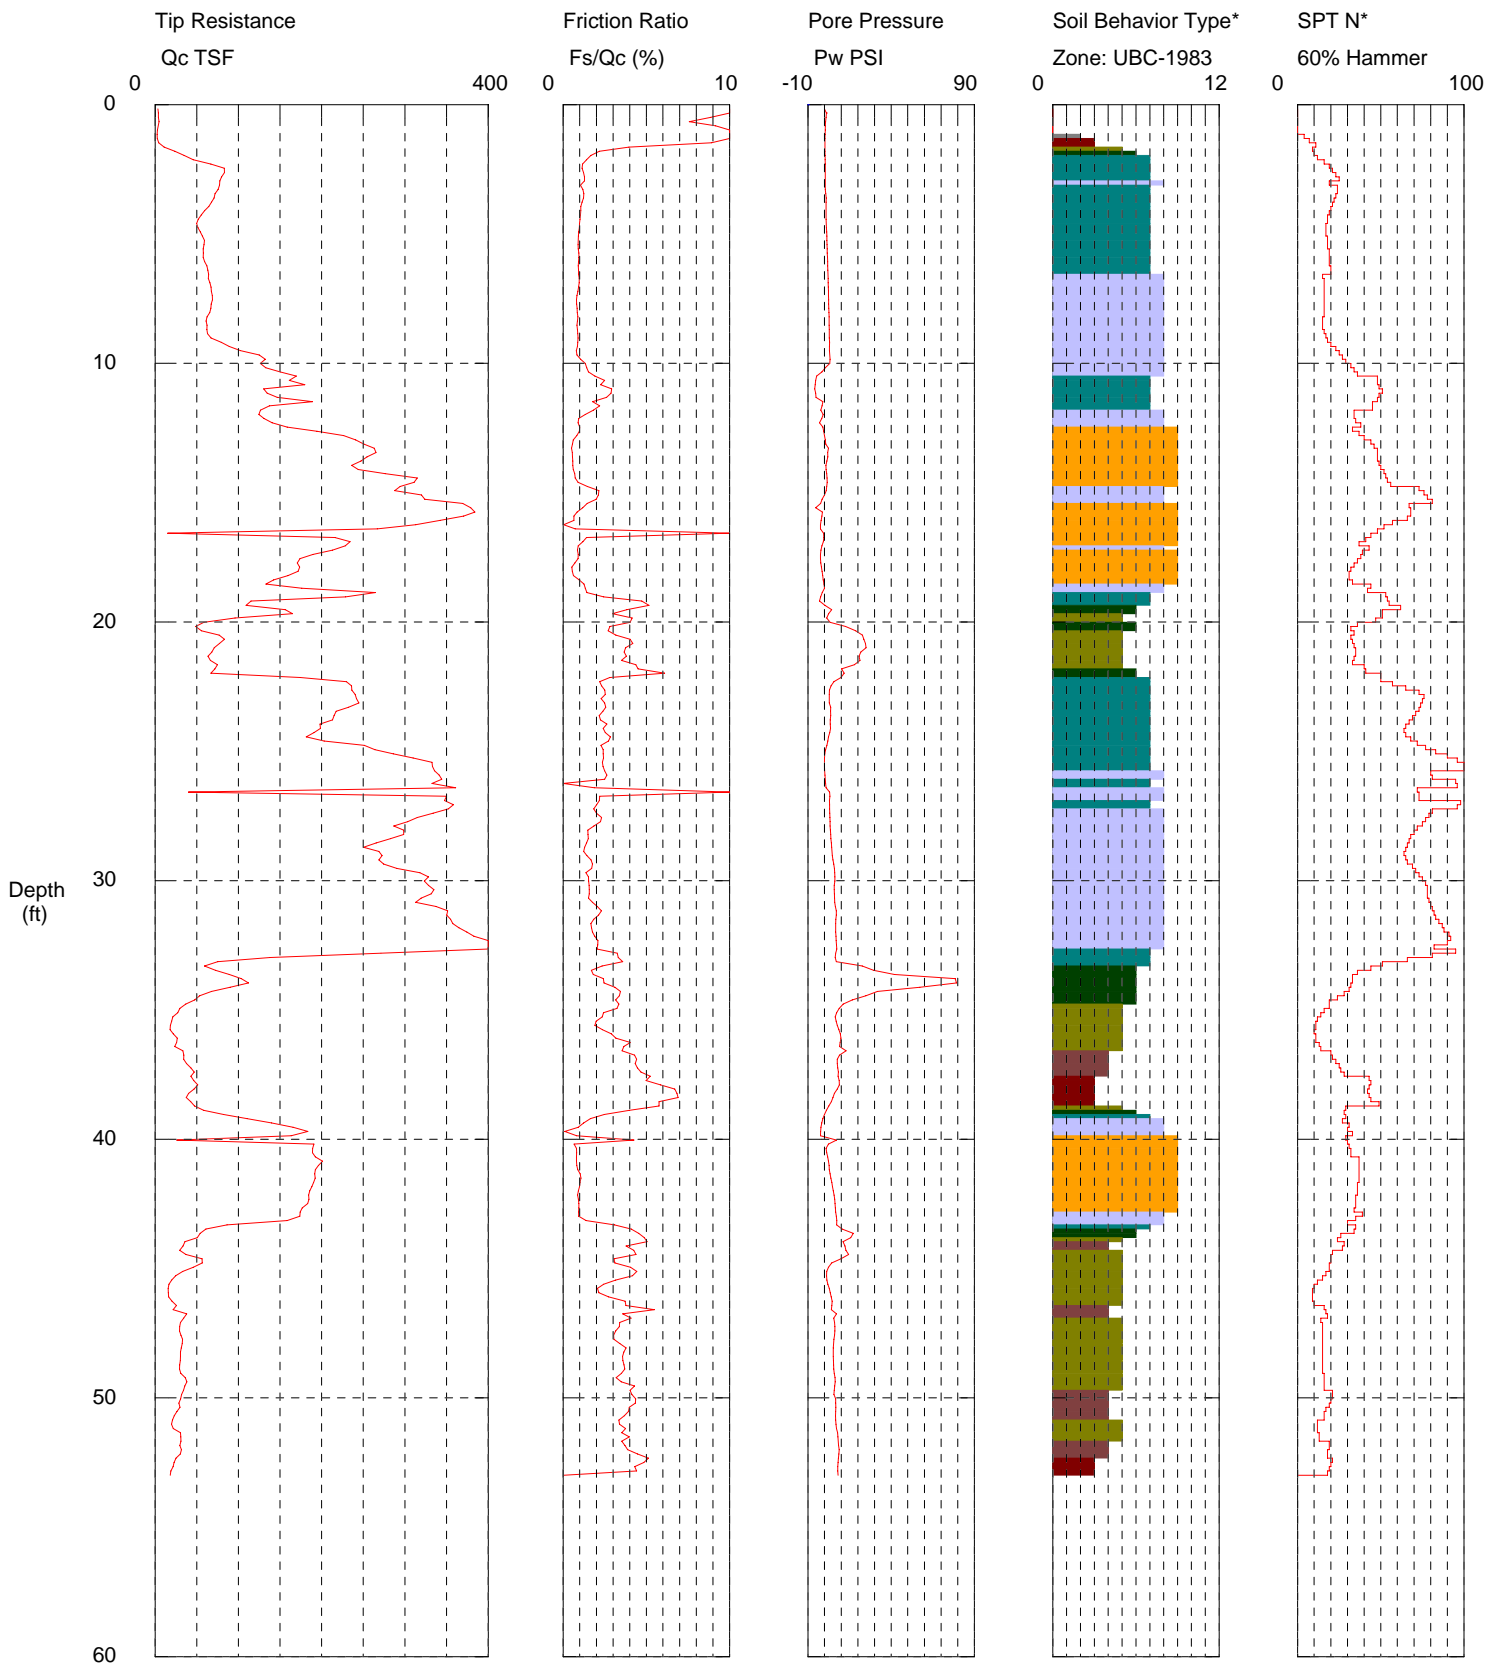 Tip Resistance
Friction Ratio
Pore Pressure
Soil Behavior Type*
SPT N*
Qc TSF
Fs/Qc (%)
Pw PSI
Zone: UBC-1983
60% Hammer
0 400
0 10
-10 90
0 12
0 100
0
10
20
30
Depth
(ft)
40
50
60